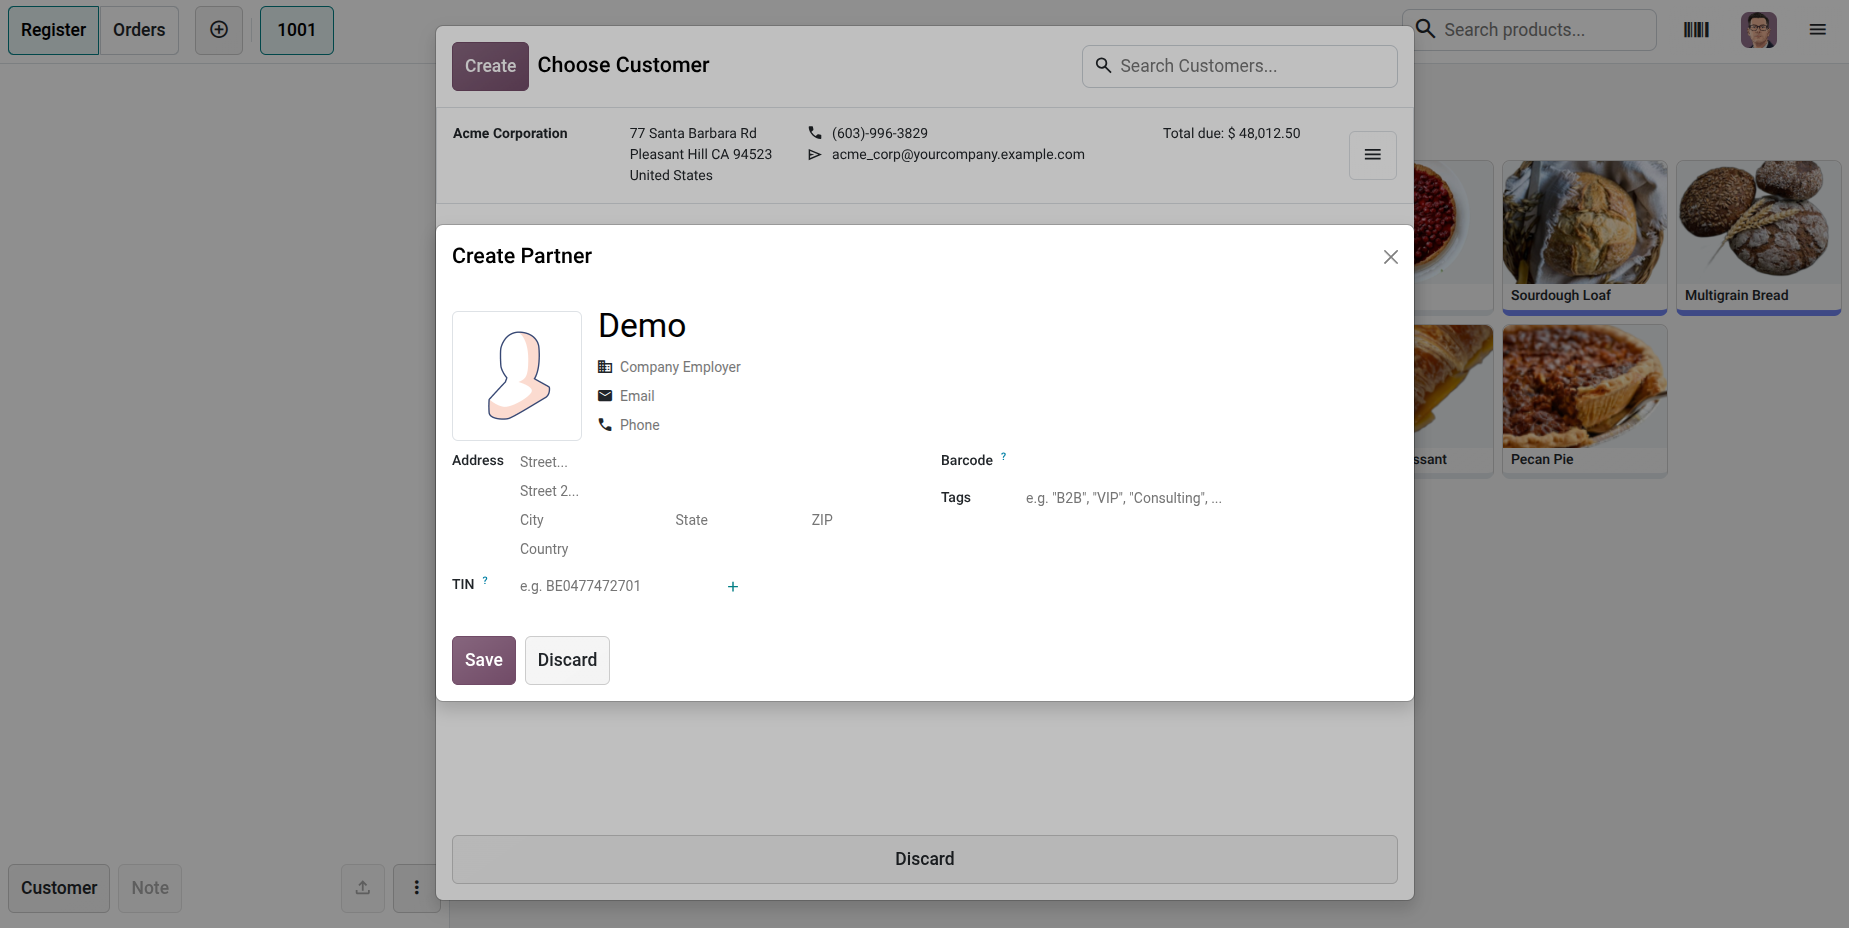 Register
Orders
1001
Search products...
Create
Choose Customer
Search Customers...
Acme Corporation
77 Santa Barbara Rd
Pleasant Hill CA 94523
United States
(603)-996-3829
acme_corp@yourcompany.example.com
Total due: $ 48,012.50
Sourdough Loaf
Multigrain Bread
ssant
Pecan Pie
Create Partner
Demo
Company Employer
Email
Phone
Address
Street...
Street 2...
City
State
ZIP
Country
TIN ?
e.g. BE0477472701
Barcode ?
Tags
e.g. "B2B", "VIP", "Consulting", ...
Save
Discard
Discard
Customer
Note